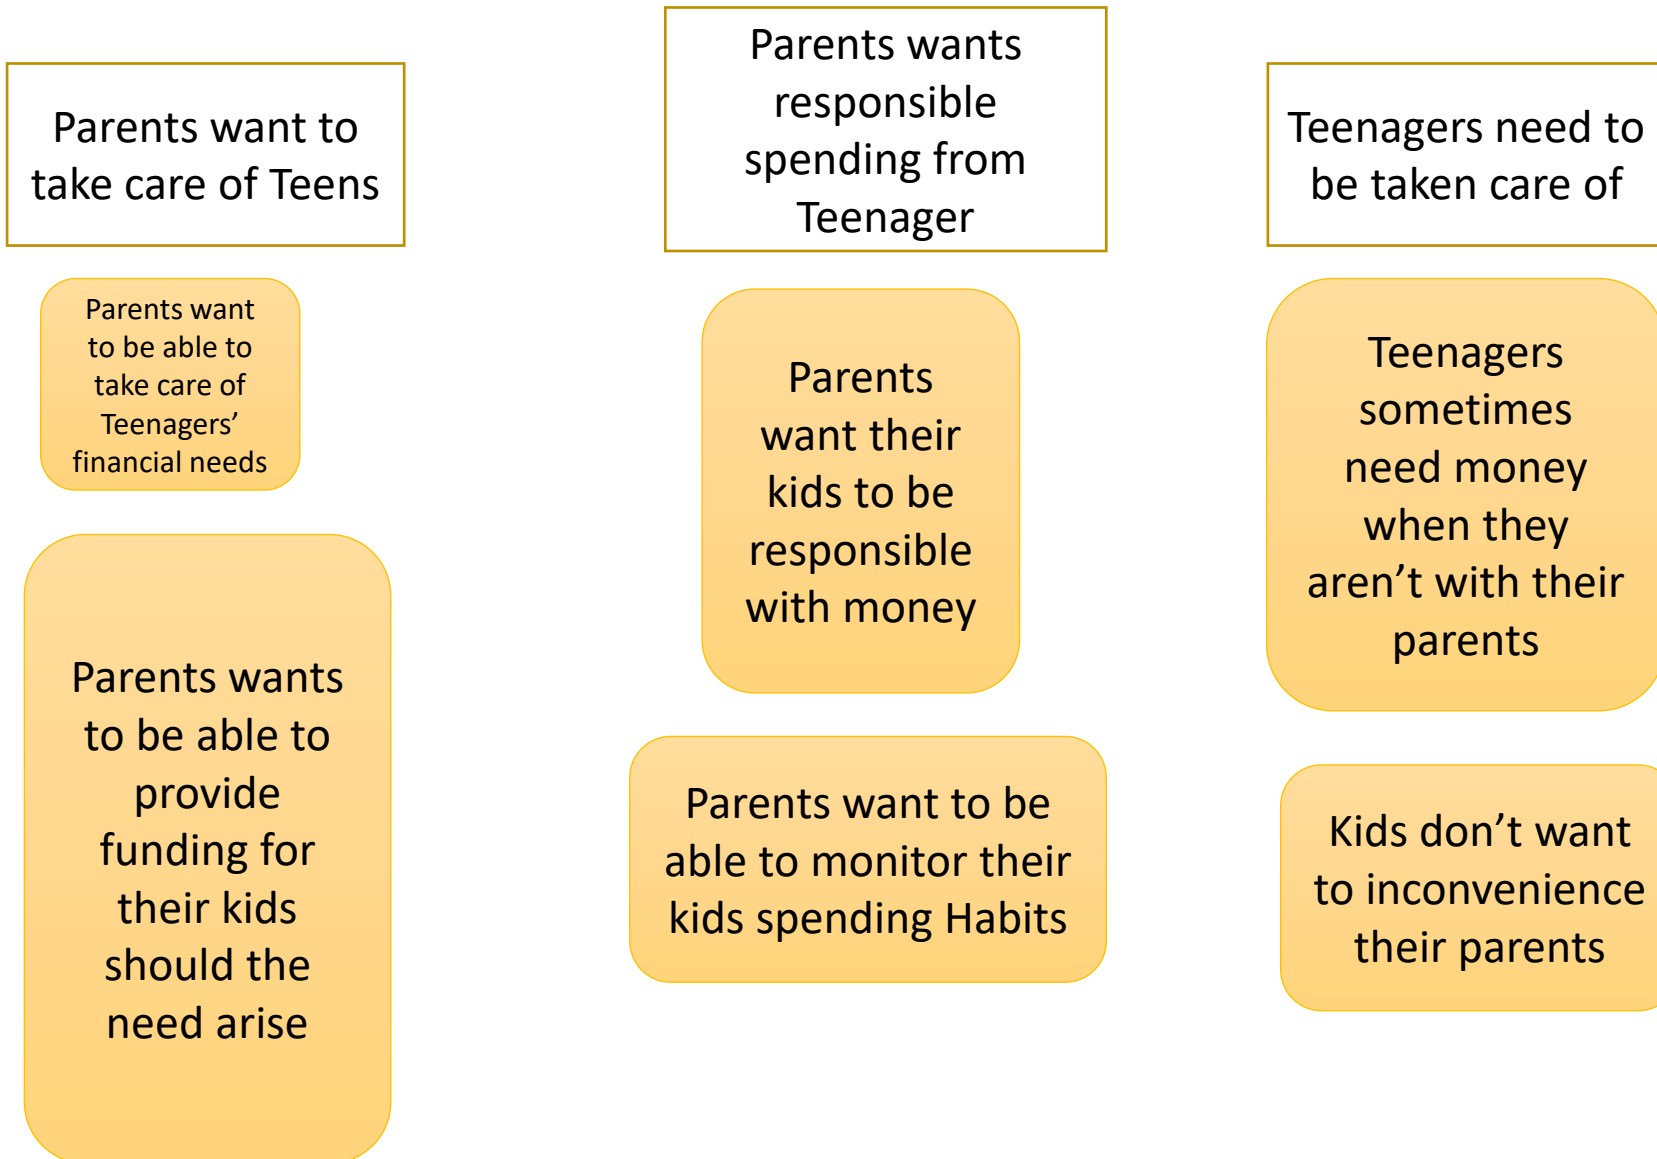 Parents want to
take care of Teens
Parents want
to be able to
take care of
Teenagers’
financial needs
Parents wants
to be able to
provide
funding for
their kids
should the
need arise
Parents wants
responsible
spending from
Teenager
Parents
want their
kids to be
responsible
with money
Parents want to be
able to monitor their
kids spending Habits
Teenagers need to
be taken care of
Teenagers
sometimes
need money
when they
aren’t with their
parents
Kids don’t want
to inconvenience
their parents